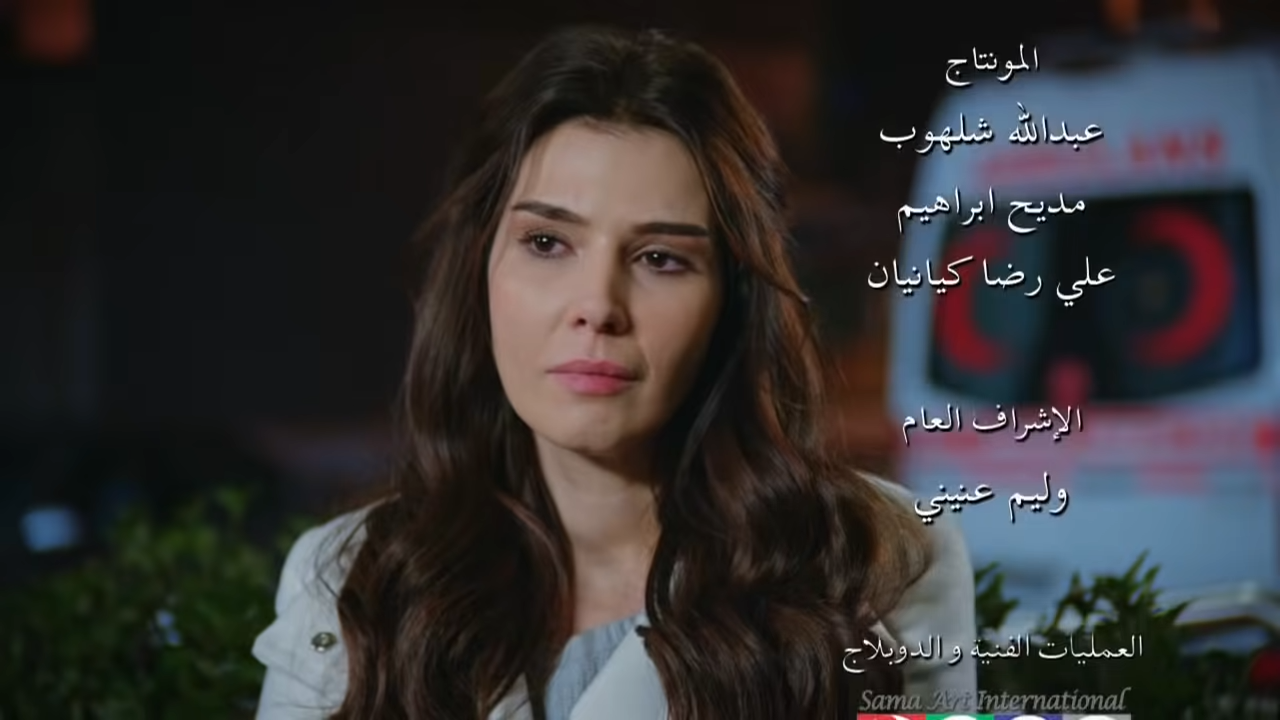 المونتاج
عبدالله شلهوب
مديح ابراهيم
علي رضا كيانيان
الإشراف العام
وليم عنيني
العمليات الفنية و الدوبلاج
Sama Art International